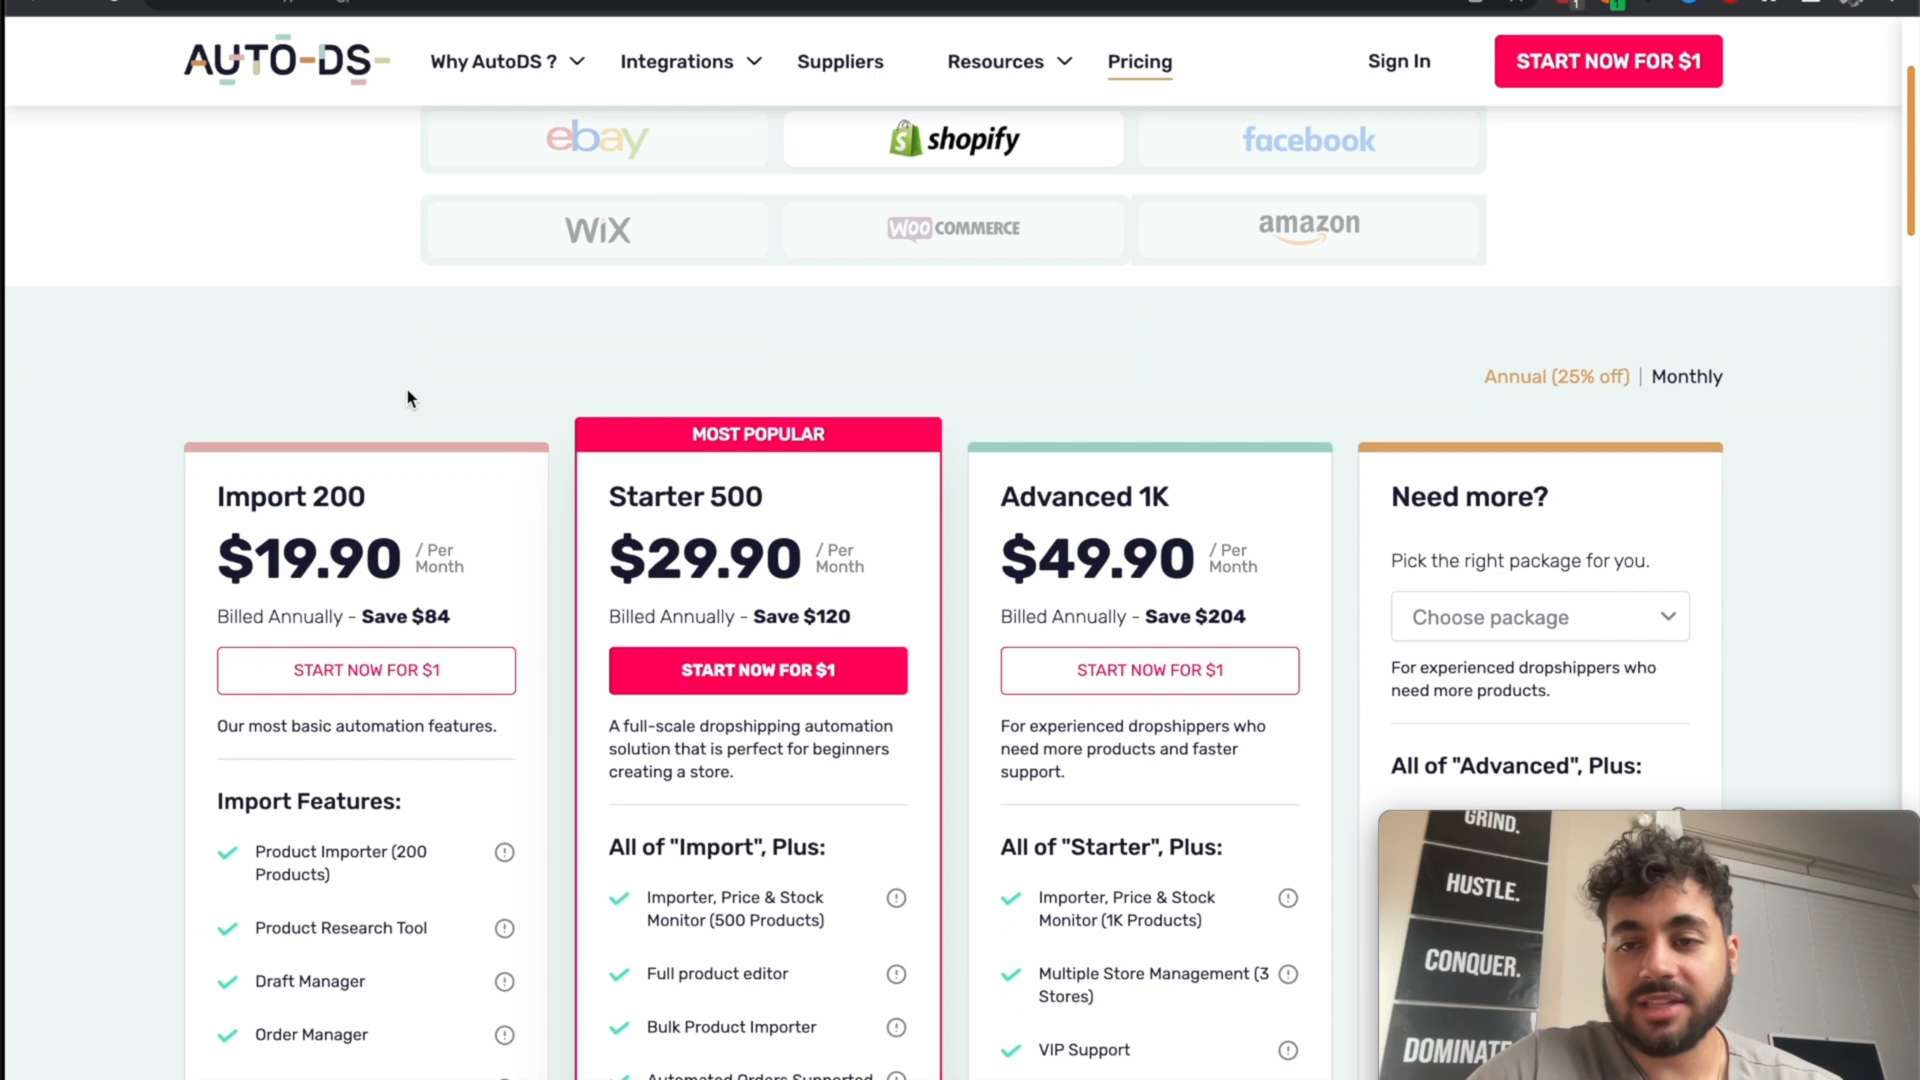 AUTO-DS
Why AutoDS ?
Integrations
Suppliers
Resources
Pricing
Sign In
START NOW FOR $1
1
1
ebay
shopify
facebook
WiX
WOO COMMERCE
amazon
Annual (25% off) | Monthly
Import 200
$19.90
/ Per
Month
Billed Annually - Save $84
START NOW FOR $1
Our most basic automation features.
Import Features:
Product Importer (200
Products)
Product Research Tool
Draft Manager
Order Manager
MOST POPULAR
Starter 500
$29.90
/ Per
Month
Billed Annually - Save $120
START NOW FOR $1
A full-scale dropshipping automation
solution that is perfect for beginners
creating a store.
All of "Import", Plus:
Importer, Price & Stock
Monitor (500 Products)
Full product editor
Bulk Product Importer
Automated Orders Supported
Advanced 1K
$49.90
/ Per
Month
Billed Annually - Save $204
START NOW FOR $1
For experienced dropshippers who
need more products and faster
support.
All of "Starter", Plus:
Importer, Price & Stock
Monitor (1K Products)
Multiple Store Management (3
Stores)
VIP Support
Need more?
Pick the right package for you.
Choose package
For experienced dropshippers who
need more products.
All of "Advanced", Plus:
GRIND.
HUSTLE.
CONQUER.
DOMINATE